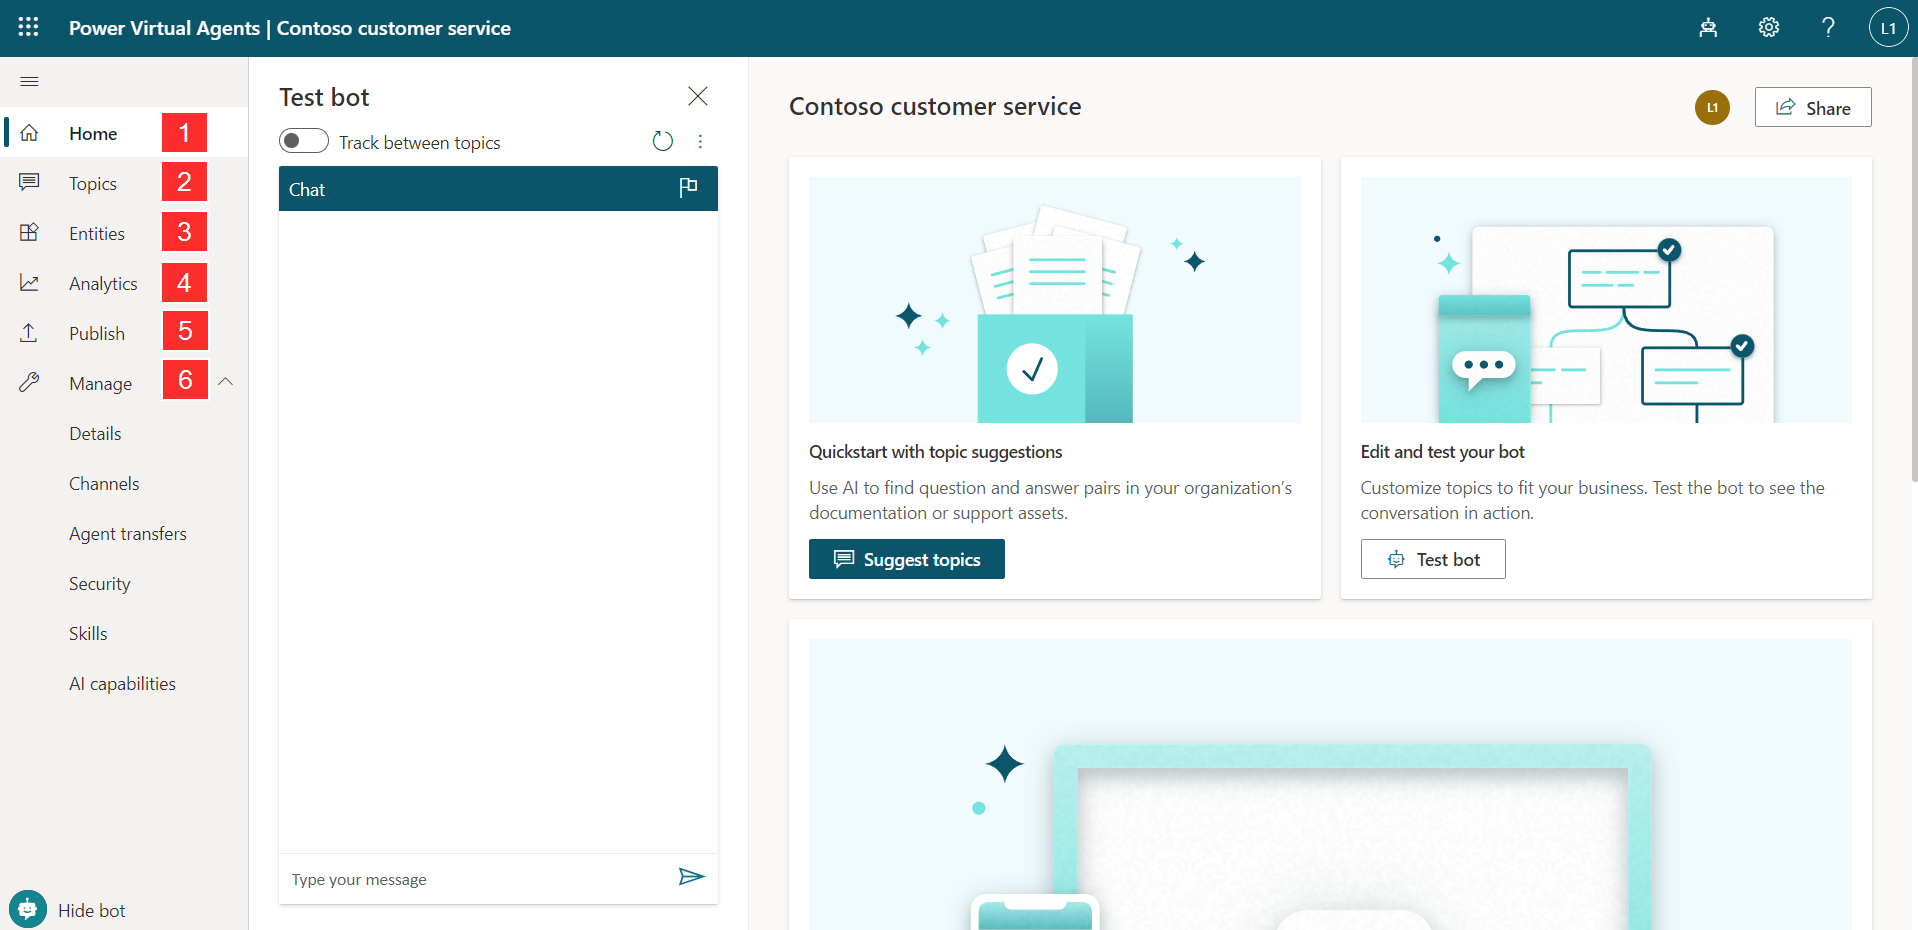 Power Virtual Agents | Contoso customer service
L1
Home 1
Topics 2
Entities 3
Analytics 4
Publish 5
Manage 6
Details
Channels
Agent transfers
Security
Skills
AI capabilities
Hide bot
Test bot
Track between topics
Chat
Type your message
Contoso customer service
L1
Share
Quickstart with topic suggestions
Use AI to find question and answer pairs in your organization's
documentation or support assets.
Suggest topics
Edit and test your bot
Customize topics to fit your business. Test the bot to see the
conversation in action.
Test bot